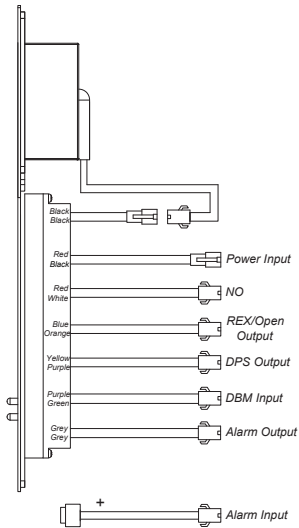 Black
Black
Red
Black
Power Input
Red
White
NO
Blue
Orange
REX/Open
Output
Yellow
Purple
DPS Output
Purple
Green
DBM Input
Grey
Grey
Alarm Output
+
Alarm Input